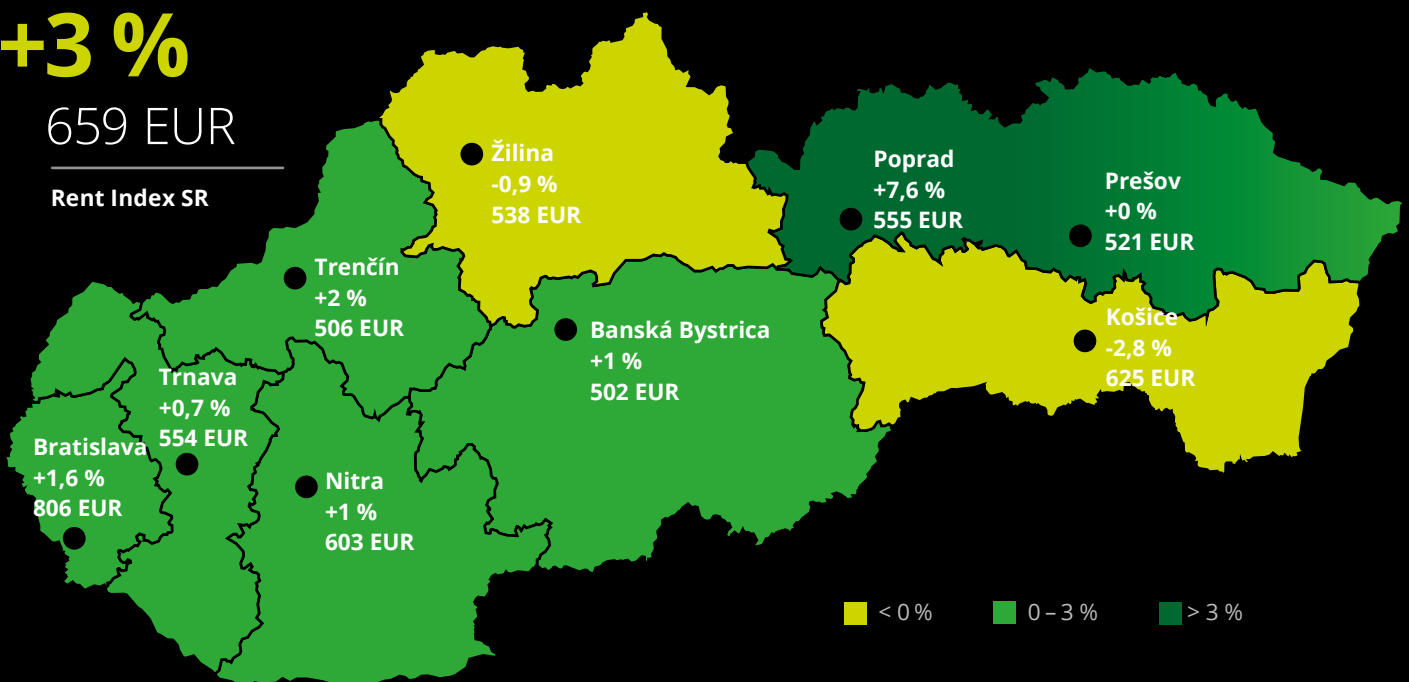 +3 %
659 EUR
Rent Index SR
Žilina
-0,9 %
538 EUR
Poprad
+7,6 %
555 EUR
Prešov
+0 %
521 EUR
Trenčín
+2 %
506 EUR
Banská Bystrica
+1 %
502 EUR
Košice
-2,8 %
625 EUR
Trnava
+0,7 %
554 EUR
Bratislava
+1,6 %
806 EUR
Nitra
+1 %
603 EUR
< 0 %
0 – 3 %
> 3 %